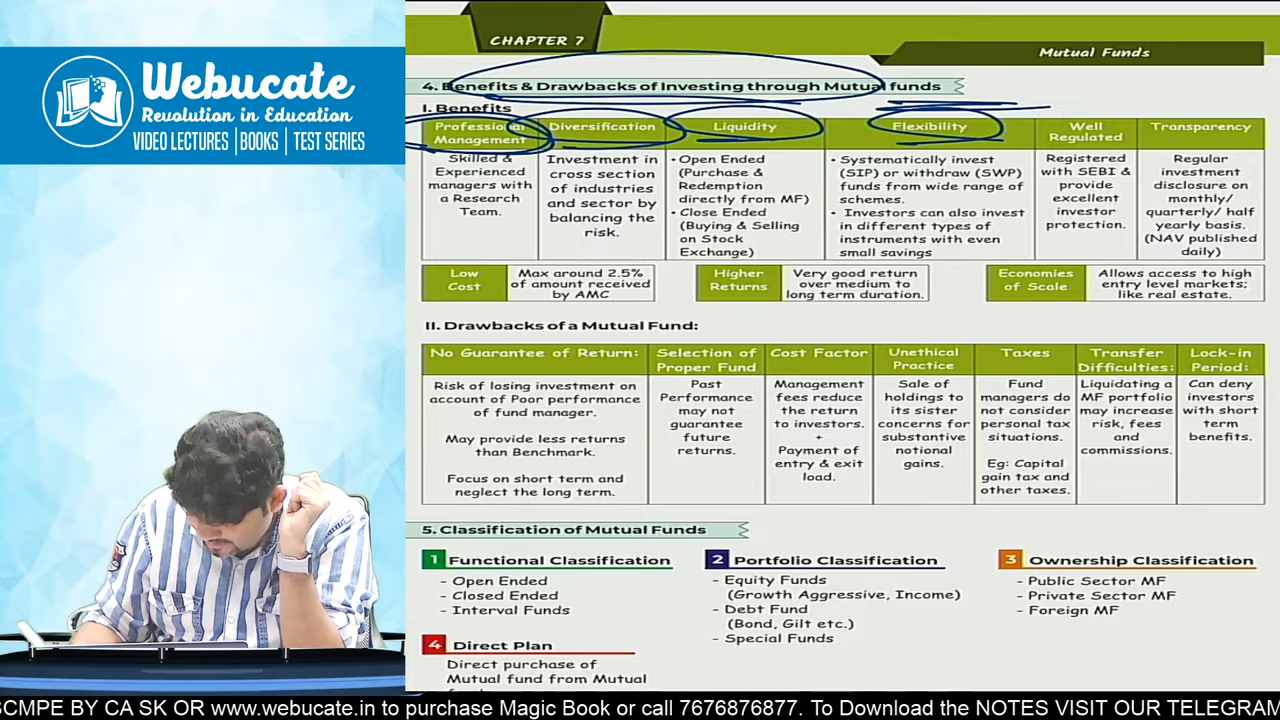 Webucate
Revolution in Education
VIDEO LECTURES | BOOKS | TEST SERIES
CHAPTER 7
Mutual Funds
4. Benefits & Drawbacks of Investing through Mutual funds
I. Benefits
Professional
Management
Skilled &
Experienced
managers with
a Research
Team.
Diversification
Investment in
cross section
of industries
and sector by
balancing the
risk.
Liquidity
• Open Ended
(Purchase &
Redemption
directly from MF)
• Close Ended
(Buying & Selling
on Stock
Exchange)
Flexibility
• Systematically invest
(SIP) or withdraw (SWP)
funds from wide range of
schemes.
• Investors can also invest
in different types of
instruments with even
small savings
Well
Regulated
Registered
with SEBI &
provide
excellent
investor
protection.
Transparency
Regular
investment
disclosure on
monthly/
quarterly/ half
yearly basis.
(NAV published
daily)
Low
Cost
Max around 2.5%
of amount received
by AMC
Higher
Returns
Very good return
over medium to
long term duration.
Economies
of Scale
Allows access to high
entry level markets;
like real estate.
II. Drawbacks of a Mutual Fund:
No Guarantee of Return:
Risk of losing investment on
account of Poor performance
of fund manager.
May provide less returns
than Benchmark.
Focus on short term and
neglect the long term.
Selection of
Proper Fund
Past
Performance
may not
guarantee
future
returns.
Cost Factor
Management
fees reduce
the return
to investors.
+
Payment of
entry & exit
load.
Unethical
Practice
Sale of
holdings to
its sister
concerns for
substantive
notional
gains.
Taxes
Fund
managers do
not consider
personal tax
situations.
Eg: Capital
gain tax and
other taxes.
Transfer
Difficulties:
Liquidating a
MF portfolio
may increase
risk, fees
and
commissions.
Lock-in
Period:
Can deny
investors
with short
term
benefits.
5. Classification of Mutual Funds
1 Functional Classification
- Open Ended
- Closed Ended
- Interval Funds
2 Portfolio Classification
- Equity Funds
(Growth Aggressive, Income)
- Debt Fund
(Bond, Gilt etc.)
- Special Funds
3 Ownership Classification
- Public Sector MF
- Private Sector MF
- Foreign MF
4 Direct Plan
Direct purchase of
Mutual fund from Mutual
SCMPE BY CA SK OR www.webucate.in to purchase Magic Book or call 7676876877. To Download the NOTES VISIT OUR TELEGRAM